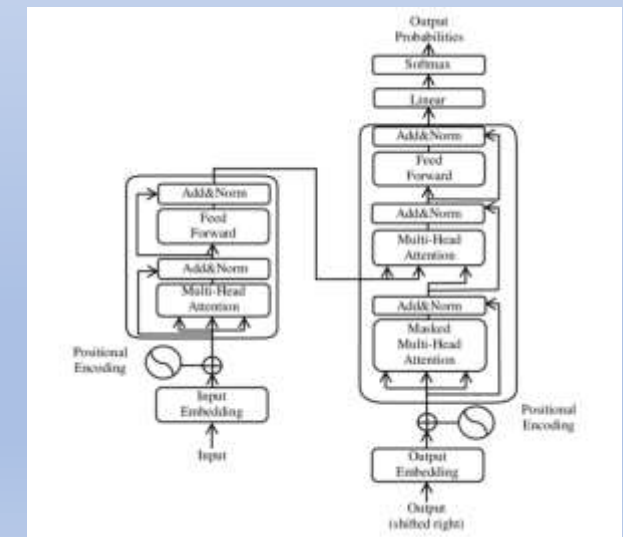 Output
Probabilities
Softmax
Linear
Add&Norm
Feed
Forward
Add&Norm
Multi-Head
Attention
Add&Norm
Masked
Multi-Head
Attention
Positional
Encoding
Output
Embedding
Output
(shifted right)
Add&Norm
Feed
Forward
Add&Norm
Multi-Head
Attention
Positional
Encoding
Input
Embedding
Input